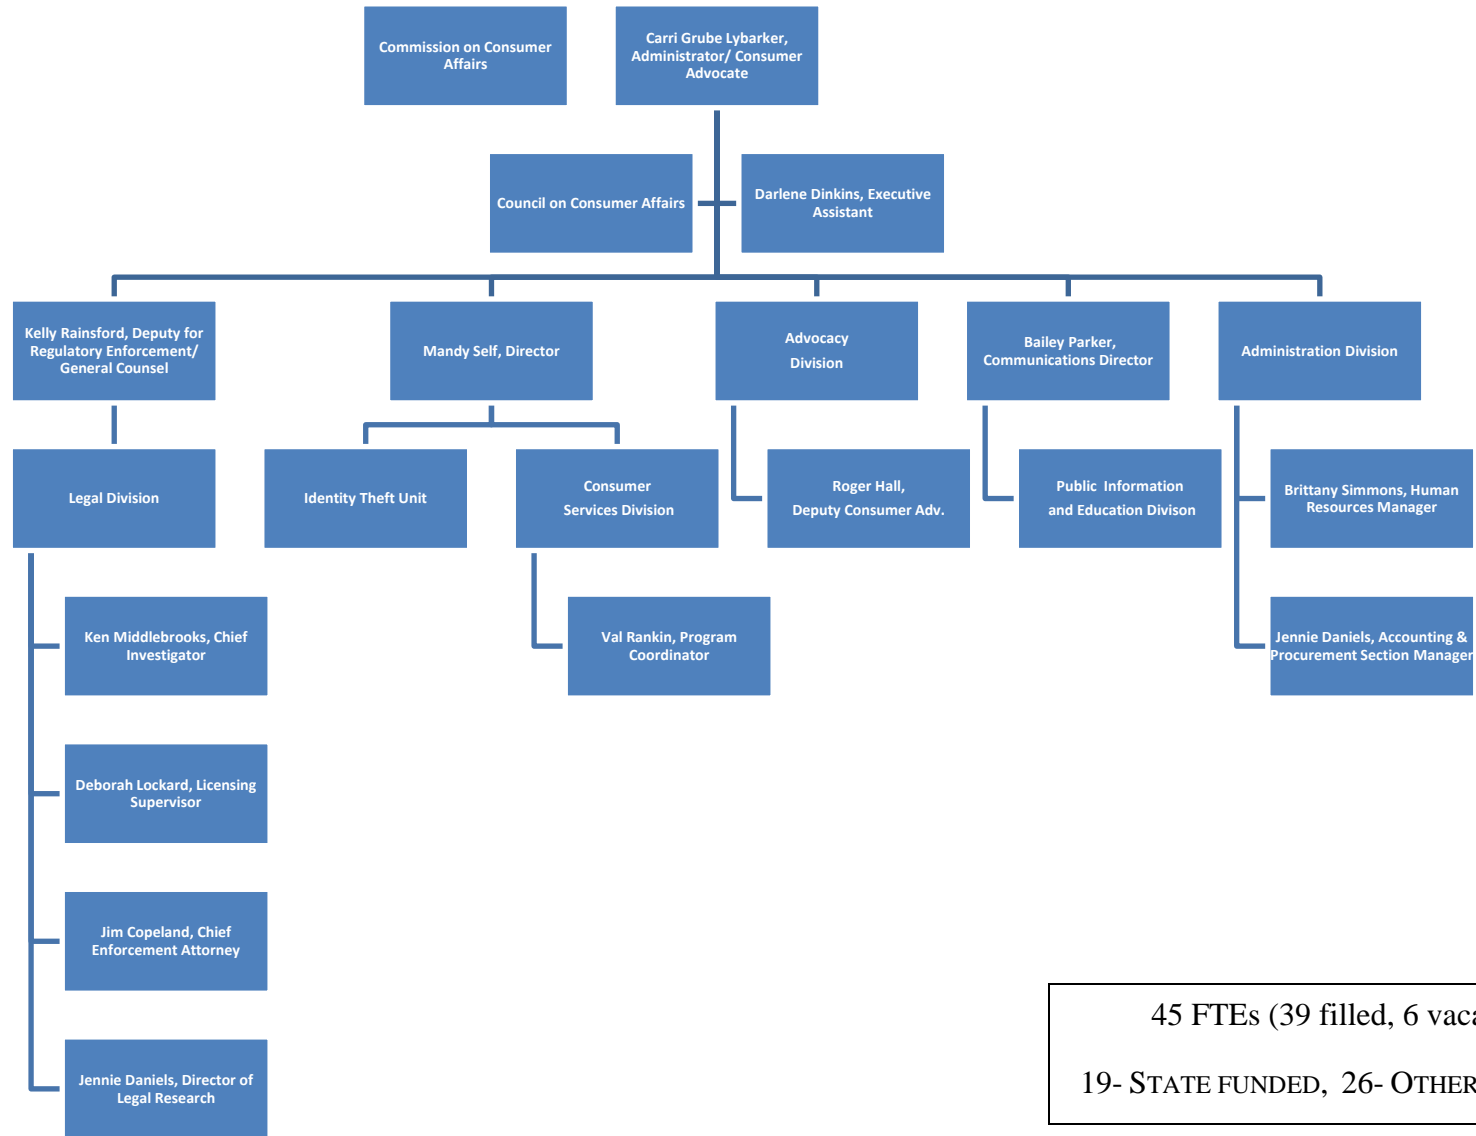 Commission on Consumer
Affairs
Carri Grube Lybarker,
Administrator/ Consumer
Advocate
Council on Consumer Affairs
Darlene Dinkins, Executive
Assistant
Kelly Rainsford, Deputy for
Regulatory Enforcement/
General Counsel
Mandy Self, Director
Advocacy
Division
Bailey Parker,
Communications Director
Administration Division
Legal Division
Identity Theft Unit
Consumer
Services Division
Roger Hall,
Deputy Consumer Adv.
Public Information
and Education Divison
Brittany Simmons, Human
Resources Manager
Ken Middlebrooks, Chief
Investigator
Val Rankin, Program
Coordinator
Jennie Daniels, Accounting &
Procurement Section Manager
Deborah Lockard, Licensing
Supervisor
Jim Copeland, Chief
Enforcement Attorney
Jennie Daniels, Director of
Legal Research
45 FTEs (39 filled, 6 vaca
19- STATE FUNDED, 26- OTHER